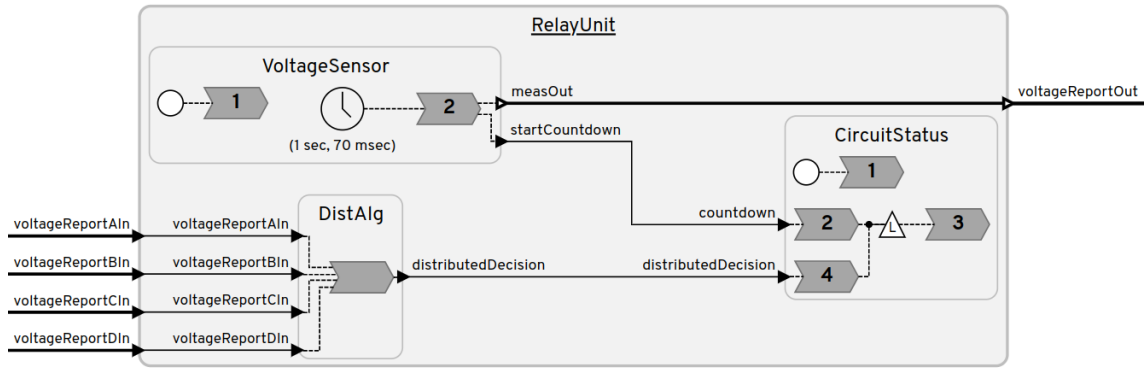 RelayUnit
VoltageSensor
1
2
(1 sec, 70 msec)
measOut
voltageReportOut
startCountdown
CircuitStatus
1
countdown
2
L
3
distributedDecision
distributedDecision
4
DistAlg
voltageReportAIn
voltageReportAIn
voltageReportBIn
voltageReportBIn
voltageReportCIn
voltageReportCIn
voltageReportDIn
voltageReportDIn